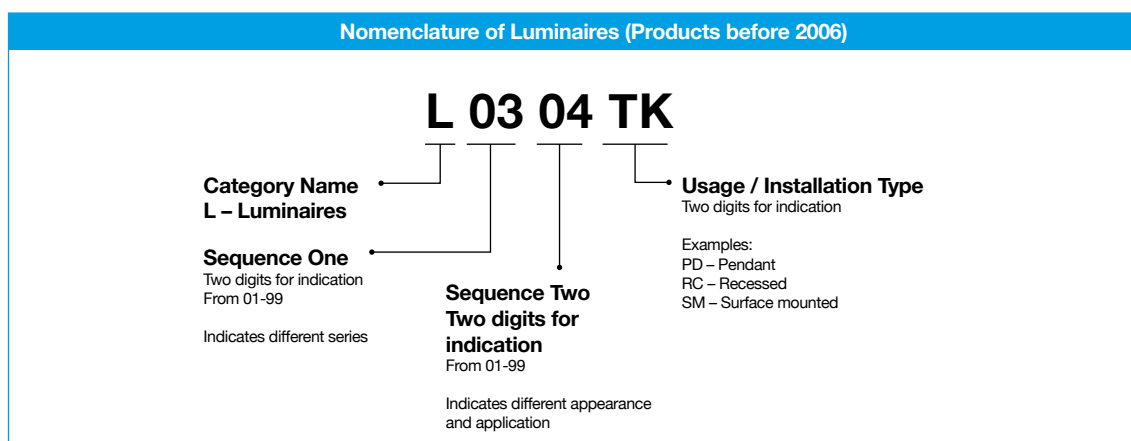 Nomenclature of Luminaires (Products before 2006)
L 03 04 TK
Category Name
L – Luminaires
Sequence One
Two digits for indication
From 01-99
Indicates different series
Sequence Two
Two digits for
indication
From 01-99
Indicates different appearance
and application
Usage / Installation Type
Two digits for indication
Examples:
PD – Pendant
RC – Recessed
SM – Surface mounted